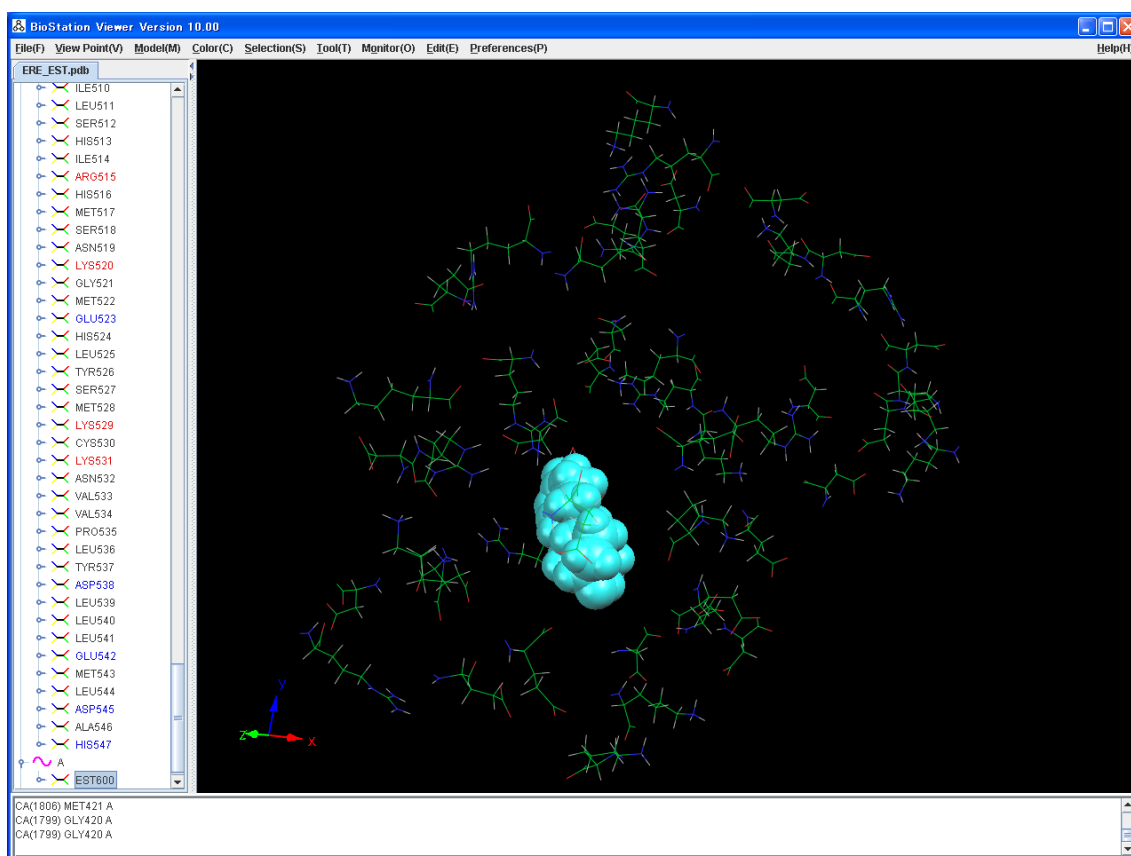 BioStation Viewer Version 10.00
File(F) View Point(V) Model(M) Color(C) Selection(S) Tool(T) Monitor(O) Edit(E) Preferences(P) Help(H)
ERE_EST.pdb
ILE510
LEU511
SER512
HIS513
ILE514
ARG515
HIS516
MET517
SER518
ASN519
LYS520
GLY521
MET522
GLU523
HIS524
LEU525
TYR526
SER527
MET528
LYS529
CYS530
LYS531
ASN532
VAL533
VAL534
PRO535
LEU536
TYR537
ASP538
LEU539
LEU540
LEU541
GLU542
MET543
LEU544
ASP545
ALA546
HIS547
A
EST600
Y
Z
X
CA(1806) MET421 A
CA(1799) GLY420 A
CA(1799) GLY420 A